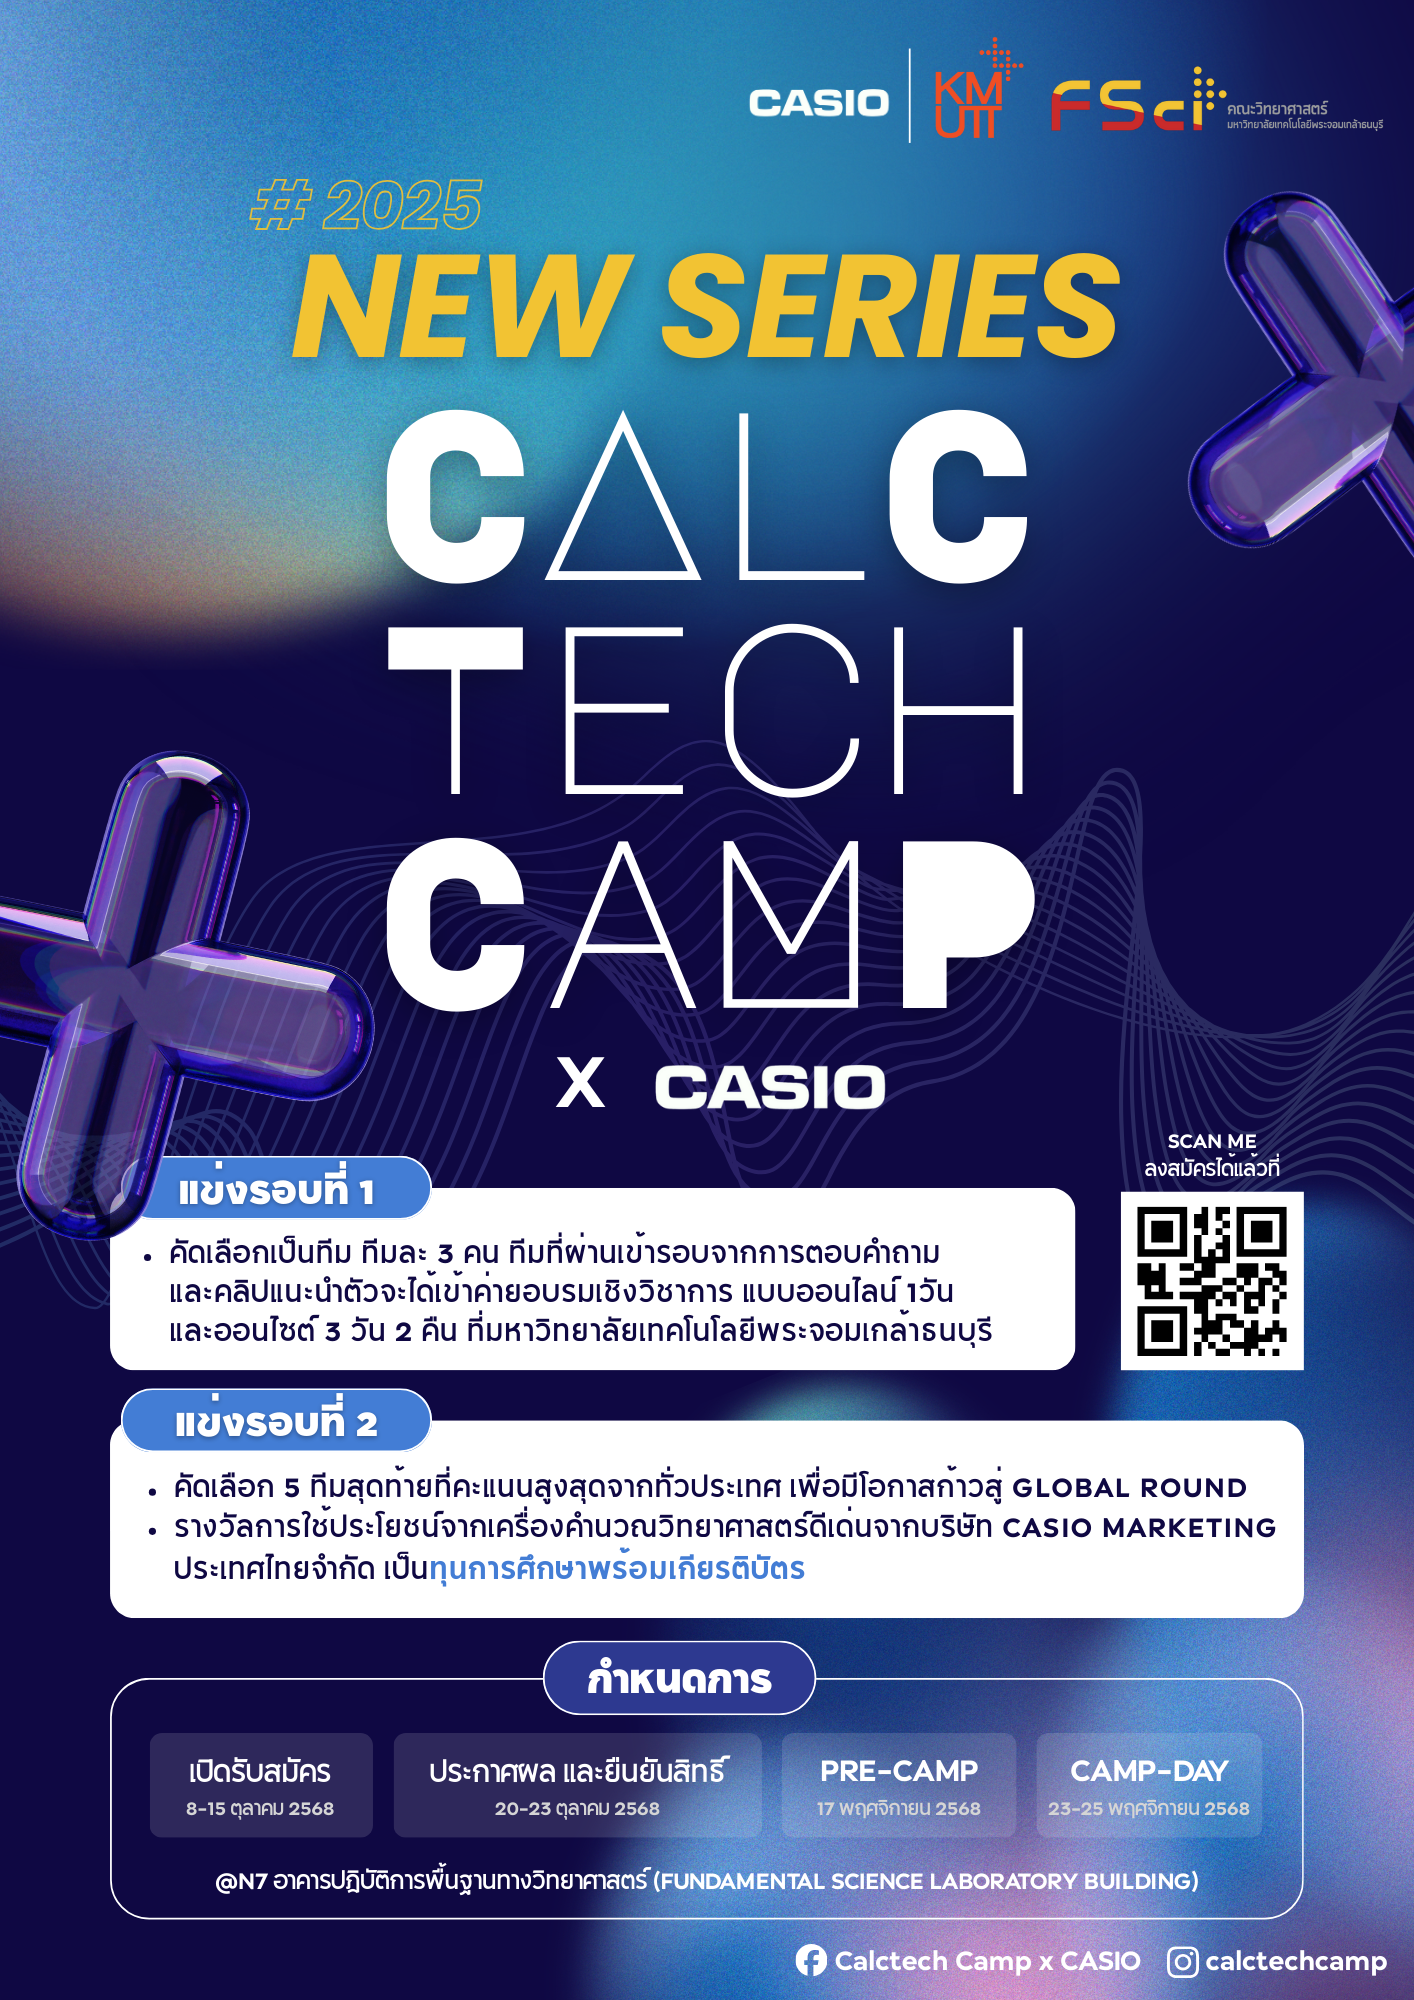 CASIO
KMUTT
FSci
คณะวิทยาศาสตร์
มหาวิทยาลัยเทคโนโลยีพระจอมเกล้าธนบุรี
# 2025
NEW SERIES
CALC
TECH
CAMP
X CASIO
SCAN ME
ลงสมัครได้แล้วที่
แข่งรอบที่ 1
• คัดเลือกเป็นทีม ทีมละ 3 คน ทีมที่ผ่านเข้ารอบจากการตอบคำถาม
และคลิปแนะนำตัวจะได้เข้าค่ายอบรมเชิงวิชาการ แบบออนไลน์ 1วัน
และออนไซต์ 3 วัน 2 คืน ที่มหาวิทยาลัยเทคโนโลยีพระจอมเกล้าธนบุรี
แข่งรอบที่ 2
• คัดเลือก 5 ทีมสุดท้ายที่คะแนนสูงสุดจากทั่วประเทศ เพื่อมีโอกาสก้าวสู่ GLOBAL ROUND
• รางวัลการใช้ประโยชน์จากเครื่องคำนวณวิทยาศาสตร์ดีเด่นจากบริษัท CASIO MARKETING
ประเทศไทยจำกัด เป็นทุนการศึกษาพร้อมเกียรติบัตร
กำหนดการ
เปิดรับสมัคร
8-15 ตุลาคม 2568
ประกาศผล และยืนยันสิทธิ์
20-23 ตุลาคม 2568
PRE-CAMP
17 พฤศจิกายน 2568
CAMP-DAY
23-25 พฤศจิกายน 2568
@N7 อาคารปฏิบัติการพื้นฐานทางวิทยาศาสตร์ (FUNDAMENTAL SCIENCE LABORATORY BUILDING)
Calctech Camp x CASIO calctechcamp